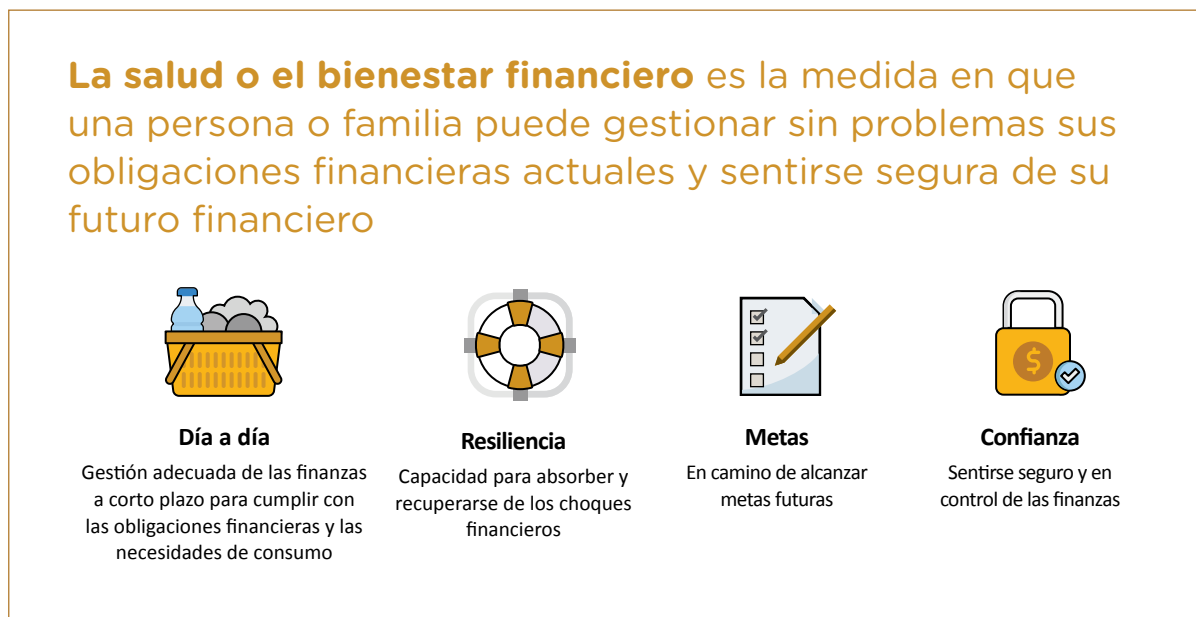 La salud o el bienestar financiero es la medida en que
una persona o familia puede gestionar sin problemas sus
obligaciones financieras actuales y sentirse segura de su
futuro financiero
Día a día
Gestión adecuada de las finanzas
a corto plazo para cumplir con
las obligaciones financieras y las
necesidades de consumo
Resiliencia
Capacidad para absorber y
recuperarse de los choques
financieros
Metas
En camino de alcanzar
metas futuras
$
Confianza
Sentirse seguro y en
control de las finanzas